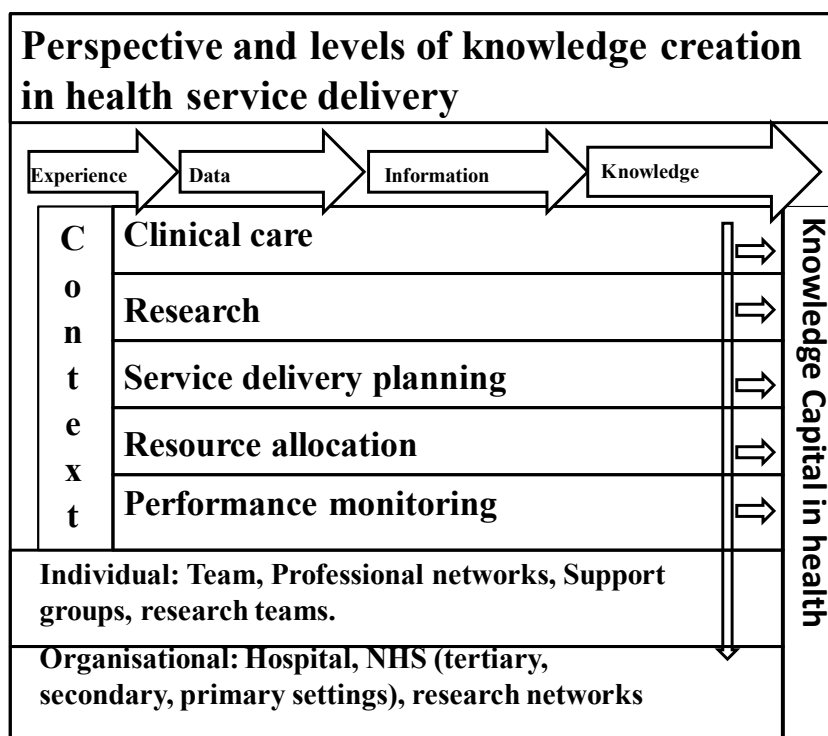 Perspective and levels of knowledge creation
in health service delivery
Experience
Data
Information
Knowledge
Context
Clinical care
Research
Service delivery planning
Resource allocation
Performance monitoring
Knowledge Capital in health
Individual: Team, Professional networks, Support
groups, research teams.
Organisational: Hospital, NHS (tertiary,
secondary, primary settings), research networks